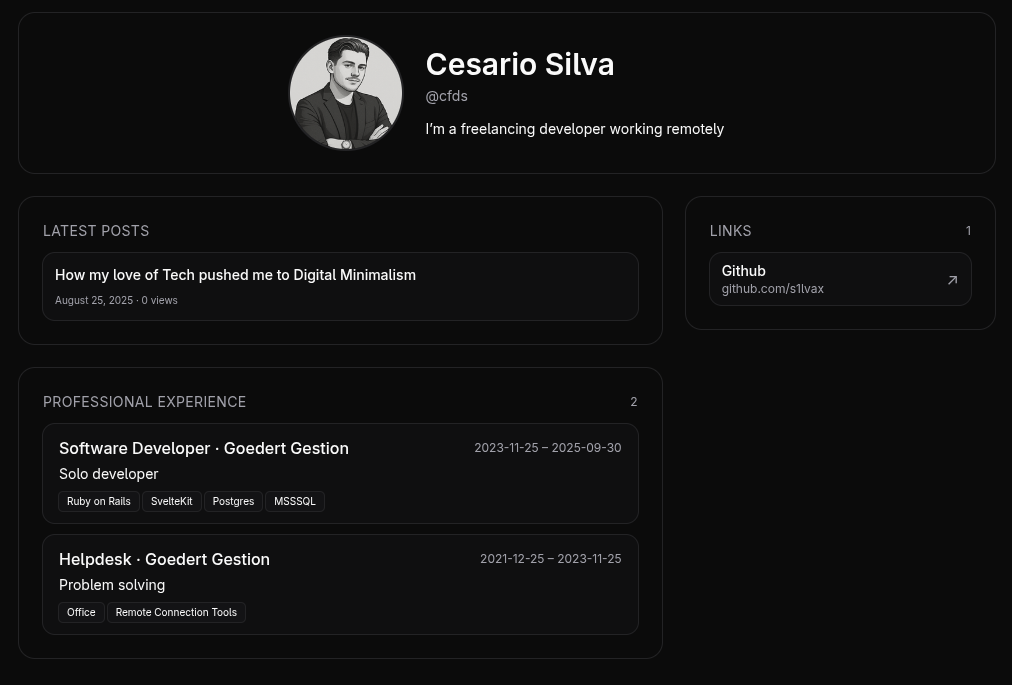 Cesario Silva
@cfds
I'm a freelancing developer working remotely
LATEST POSTS
How my love of Tech pushed me to Digital Minimalism
August 25, 2025 · 0 views
LINKS 1
Github
github.com/s1lvax
PROFESSIONAL EXPERIENCE 2
Software Developer · Goedert Gestion 2023-11-25 – 2025-09-30
Solo developer
Ruby on Rails SvelteKit Postgres MSSSQL
Helpdesk · Goedert Gestion 2021-12-25 – 2023-11-25
Problem solving
Office Remote Connection Tools